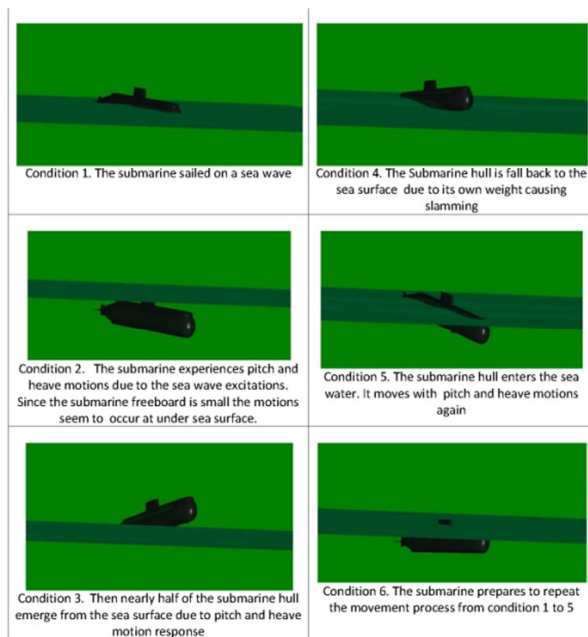 Condition 1. The submarine sailed on a sea wave
Condition 4. The Submarine hull is fall back to the
sea surface due to its own weight causing
slamming
Condition 2. The submarine experiences pitch and
heave motions due to the sea wave excitations.
Since the submarine freeboard is small the motions
seem to occur at under sea surface.
Condition 5. The submarine hull enters the sea
water. It moves with pitch and heave motions
again
Condition 3. Then nearly half of the submarine hull
emerge from the sea surface due to pitch and heave
motion response
Condition 6. The submarine prepares to repeat
the movement process from condition 1 to 5